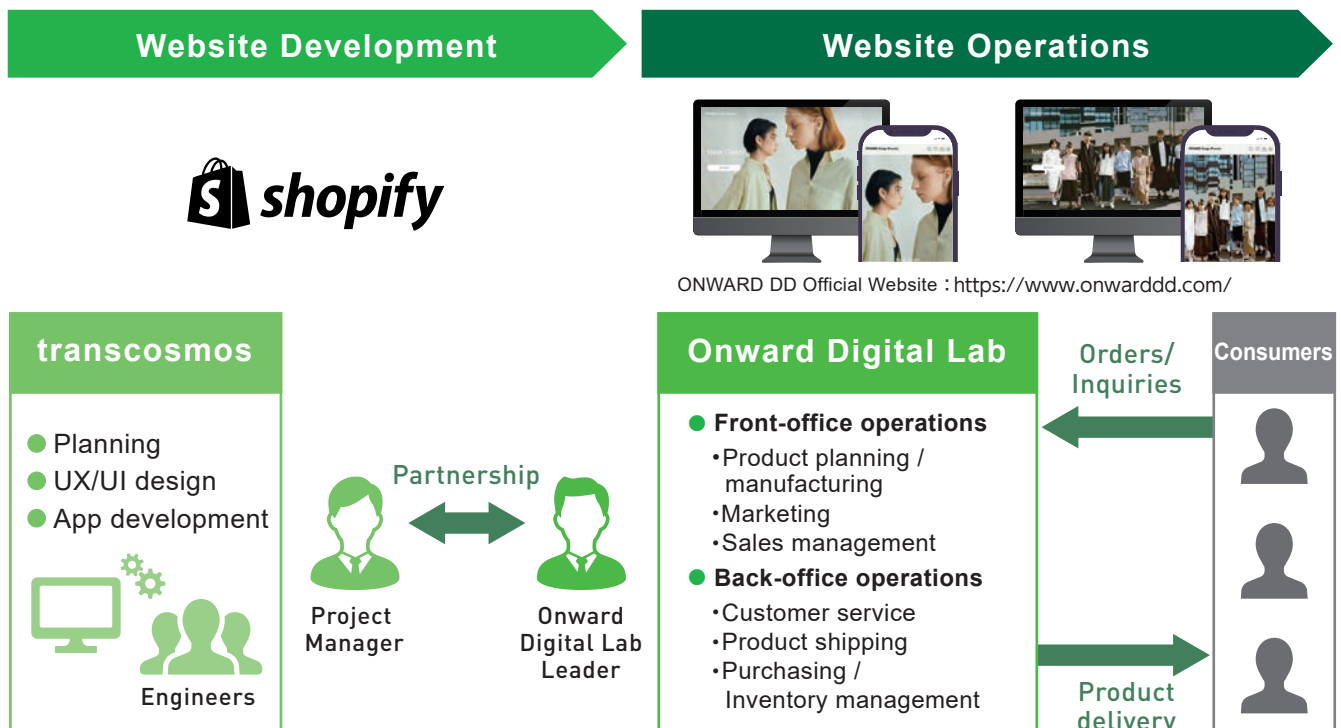 Website Development
Website Operations
shopify
ONWARD DD Official Website：https://www.onwarddd.com/
transcosmos
Planning
UX/UI design
App development
Engineers
Partnership
Project
Manager
Onward
Digital Lab
Leader
Onward Digital Lab
Front-office operations
・Product planning /
manufacturing
・Marketing
・Sales management
Back-office operations
・Customer service
・Product shipping
・Purchasing /
Inventory management
Orders/
Inquiries
Product
delivery
Consumers